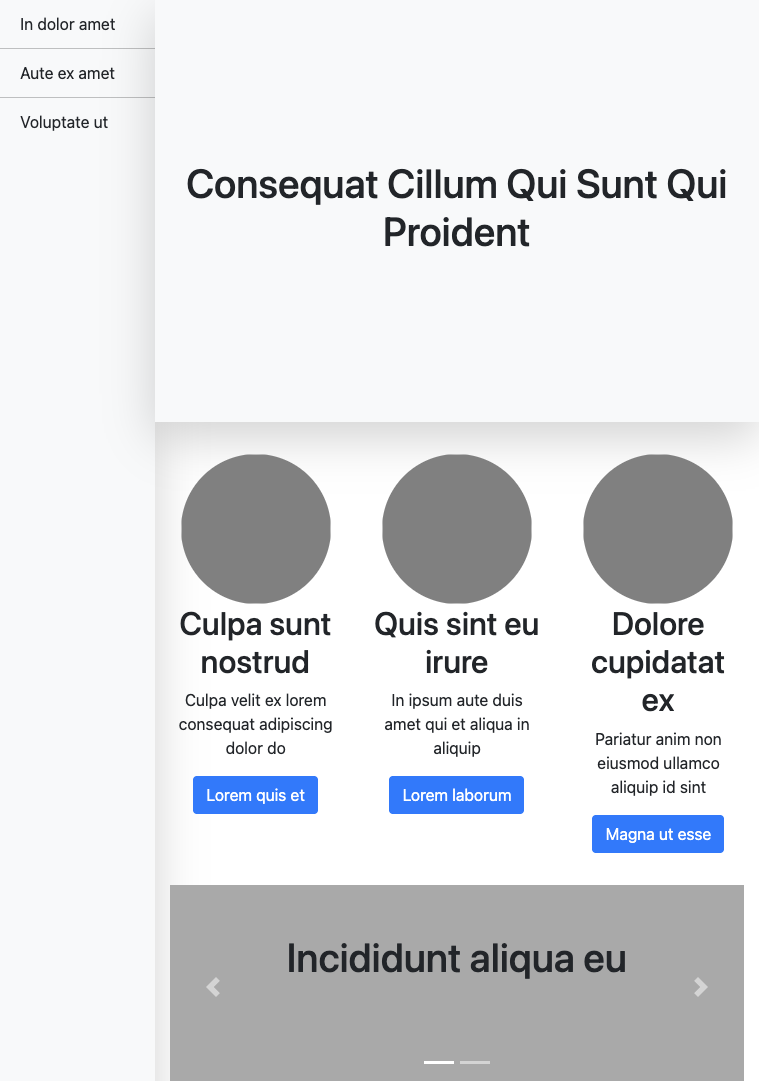 In dolor amet
Aute ex amet
Voluptate ut
Consequat Cillum Qui Sunt Qui
Proident
Culpa sunt
nostrud
Culpa velit ex lorem
consequat adipiscing
dolor do
Lorem quis et
Quis sint eu
irure
In ipsum aute duis
amet qui et aliqua in
aliquip
Lorem laborum
Dolore
cupidatat
ex
Pariatur anim non
eiusmod ullamco
aliquip id sint
Magna ut esse
Incididunt aliqua eu